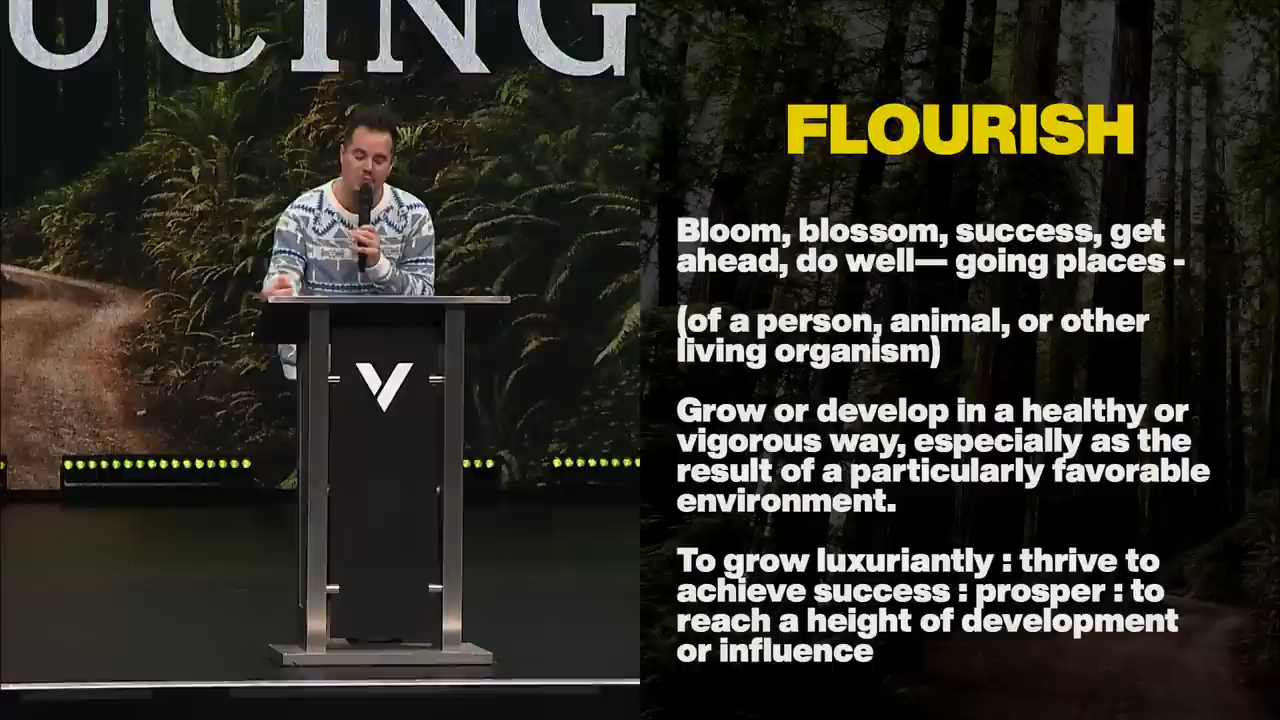 UCING
FLOURISH
Bloom, blossom, success, get
ahead, do well— going places -
(of a person, animal, or other
living organism)
Grow or develop in a healthy or
vigorous way, especially as the
result of a particularly favorable
environment.
To grow luxuriantly : thrive to
achieve success : prosper : to
reach a height of development
or influence